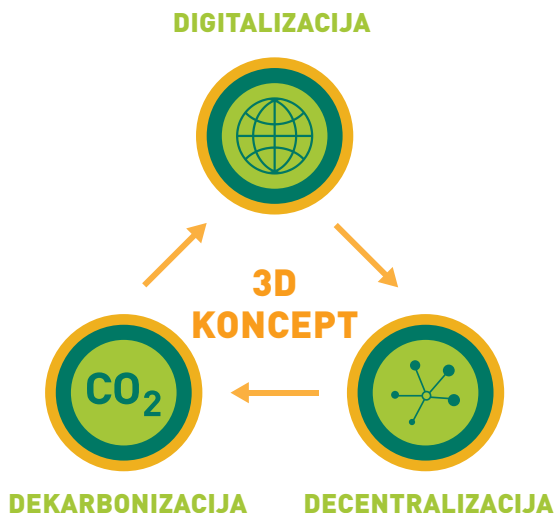 DIGITALIZACIJA
3D
KONCEPT
CO₂
DEKARBONIZACIJA
DECENTRALIZACIJA